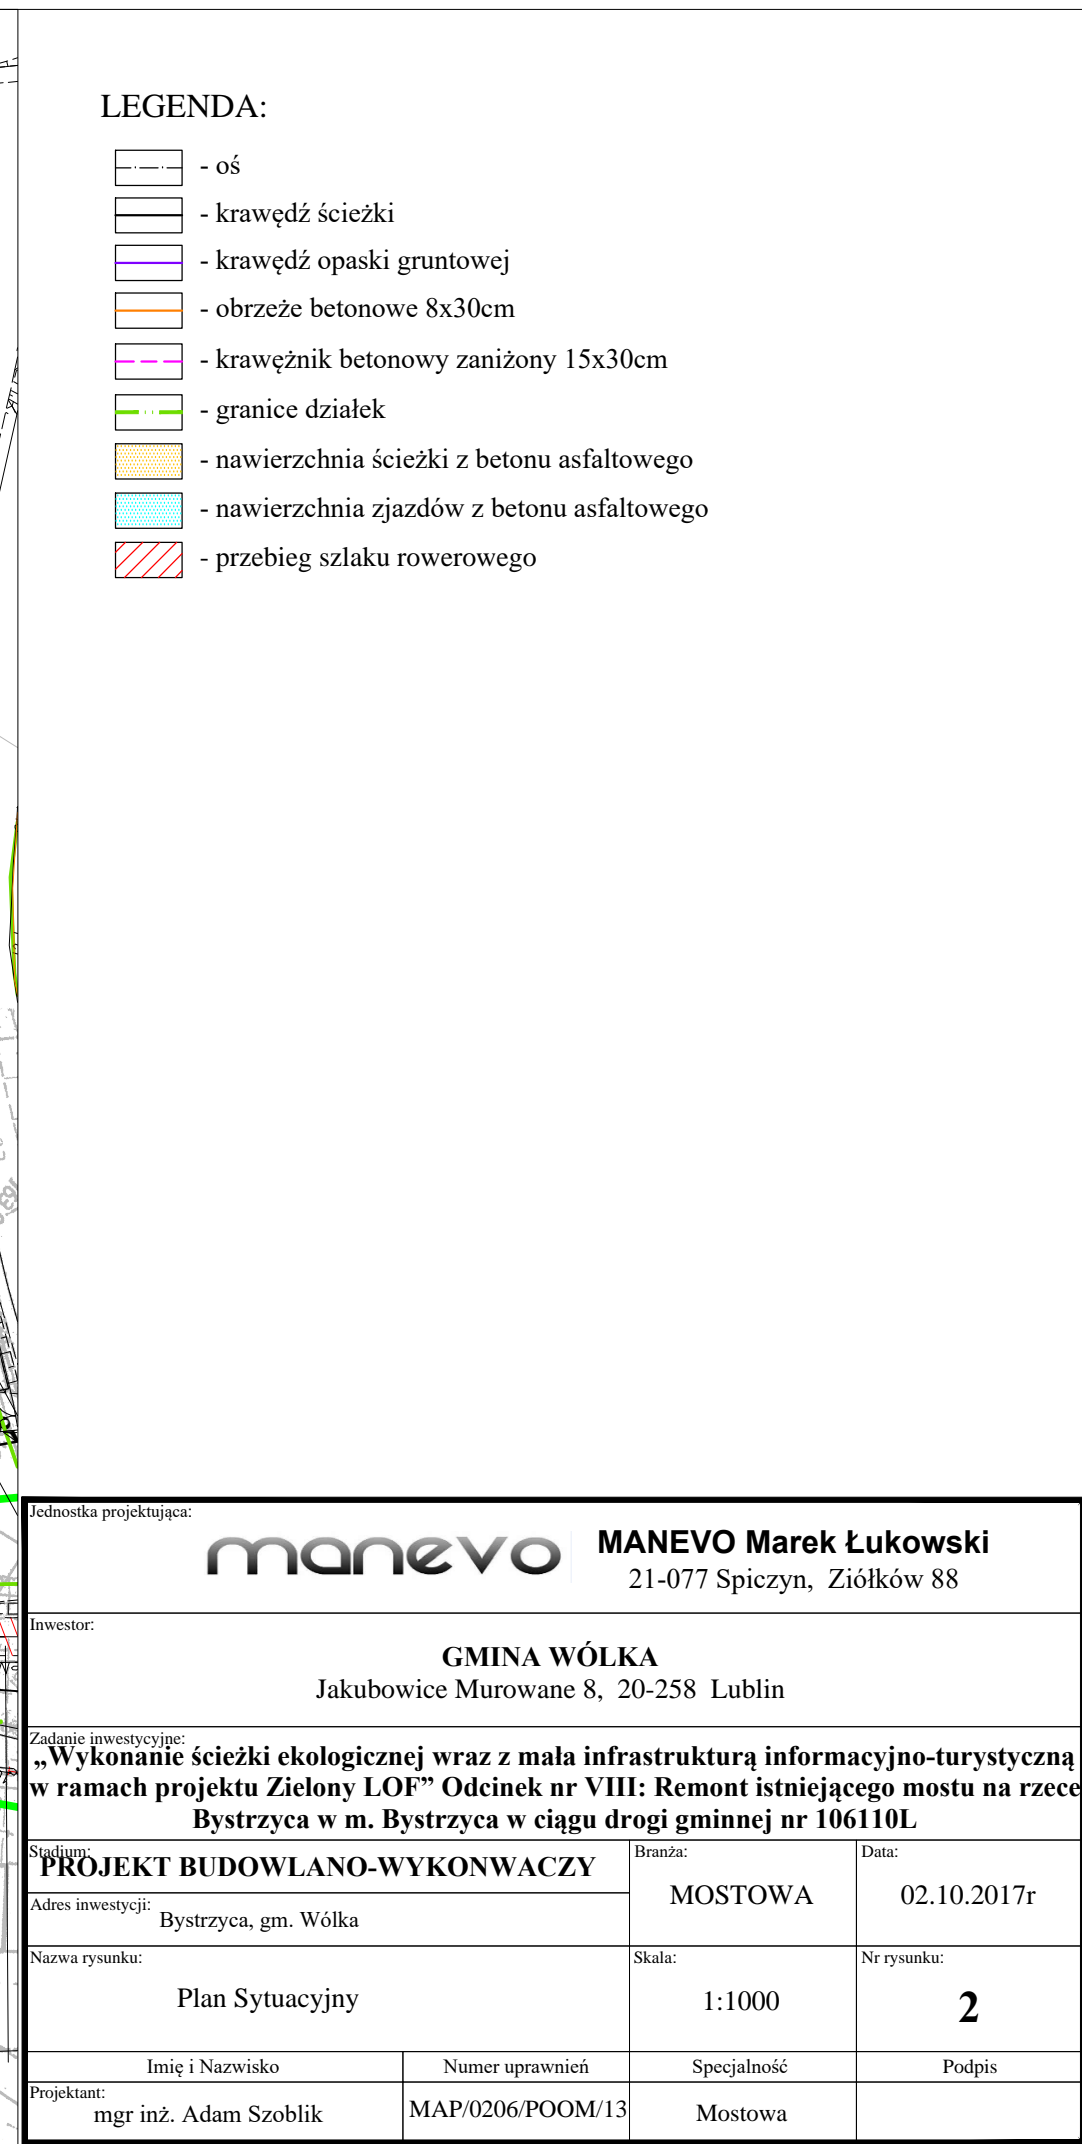 LEGENDA:
- oś
- krawędź ścieżki
- krawędź opaski gruntowej
- obrzeże betonowe 8x30cm
- krawężnik betonowy zaniżony 15x30cm
- granice działek
- nawierzchnia ścieżki z betonu asfaltowego
- nawierzchnia zjazdów z betonu asfaltowego
- przebieg szlaku rowerowego
Jednostka projektująca:
manevo
MANEVO Marek Łukowski
21-077 Spiczyn, Ziółków 88
Inwestor:
GMINA WÓLKA
Jakubowice Murowane 8, 20-258 Lublin
Zadanie inwestycyjne:
„Wykonanie ścieżki ekologicznej wraz z mała infrastrukturą informacyjno-turystyczną
w ramach projektu Zielony LOF” Odcinek nr VIII: Remont istniejącego mostu na rzece
Bystrzyca w m. Bystrzyca w ciągu drogi gminnej nr 106110L
Stadium:
PROJEKT BUDOWLANO-WYKONWACZY
Branża:
MOSTOWA
Data:
02.10.2017r
Adres inwestycji:
Bystrzyca, gm. Wólka
Nazwa rysunku:
Plan Sytuacyjny
Skala:
1:1000
Nr rysunku:
2
Imię i Nazwisko
Numer uprawnień
Specjalność
Podpis
Projektant:
mgr inż. Adam Szoblik
MAP/0206/POOM/13
Mostowa